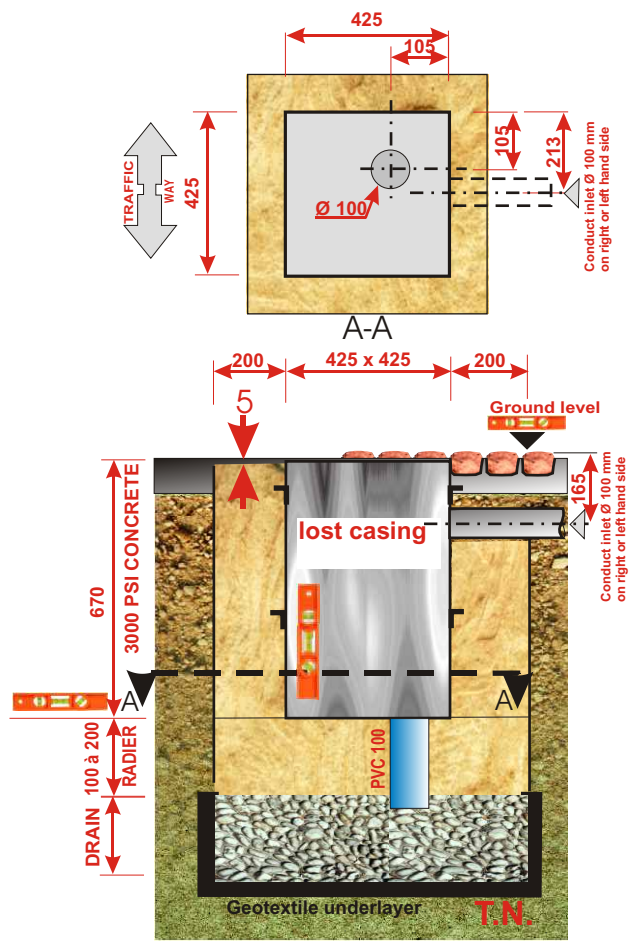 425
105
TRAFFIC
WAY
425
105
213
Ø 100
Conduct inlet Ø 100 mm
on right or left hand side
A-A
200
425 x 425
200
5
Ground level
165
Conduct inlet Ø 100 mm
on right or left hand side
lost casing
670
3000 PSI CONCRETE
A
A
100 à 200
RADIER
PVC 100
DRAIN
Geotextile underlayer
T.N.